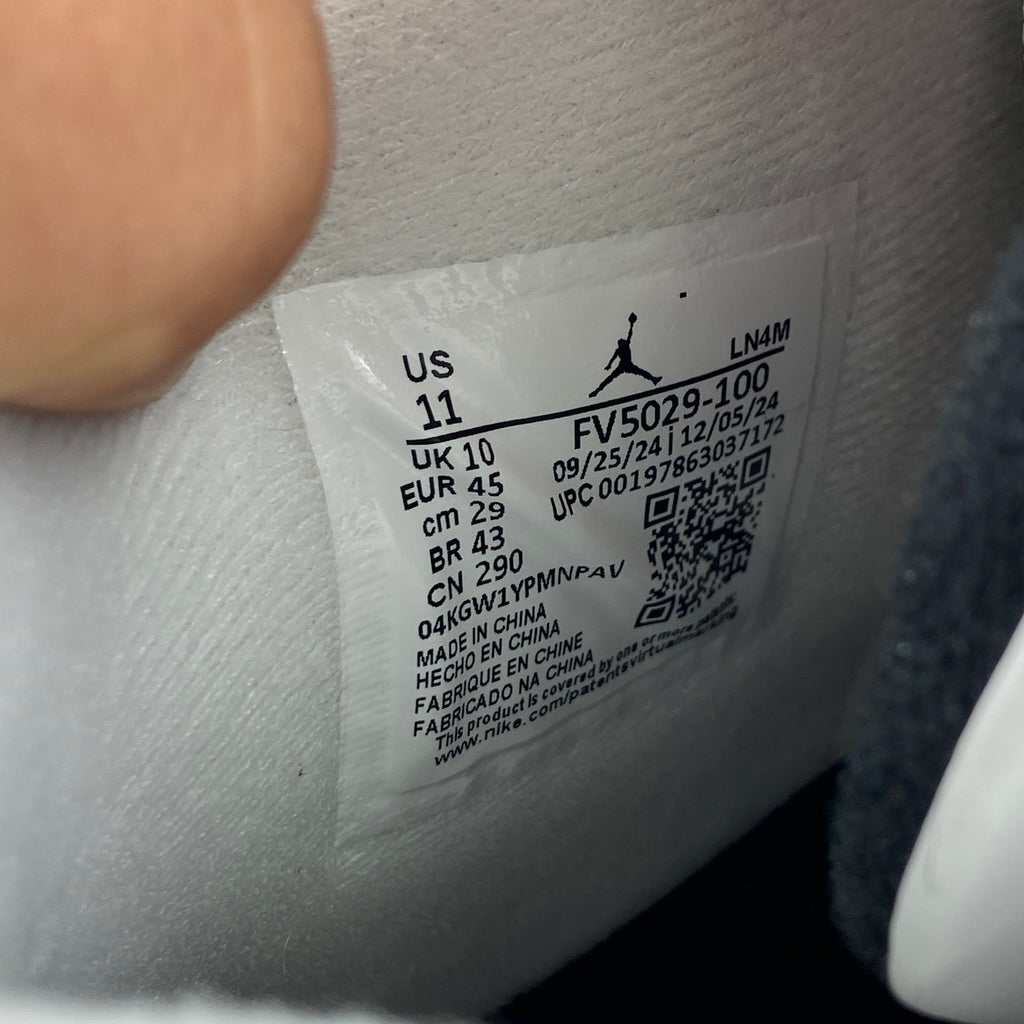 US
11
LN4M
FV5029-100
09/25/24 | 12/05/24
UPC 00197863037172
UK 10
EUR 45
cm 29
BR 43
CN 290
04KGW1YPMNPAV
MADE IN CHINA
HECHO EN CHINA
FABRIQUE EN CHINE
FABRICADO NA CHINA
This product is covered by one or more patents.
www.nike.com/patentsvirtualmarking